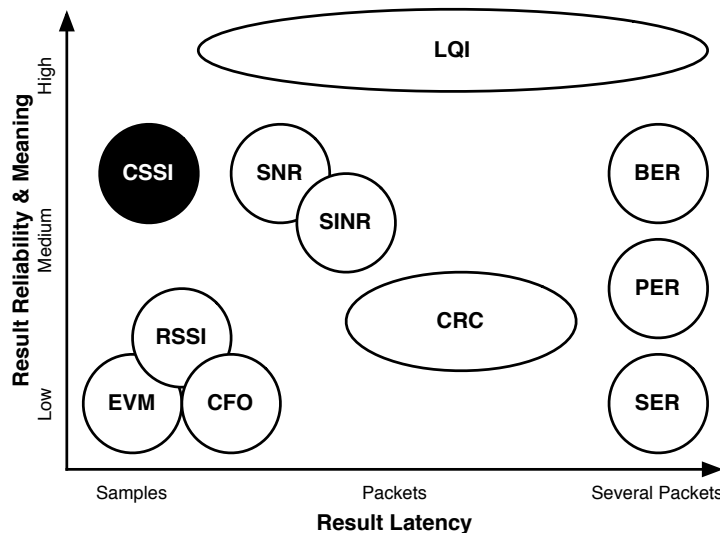 LQI
High
CSSI
SNR
BER
SINR
Result Reliability & Meaning
Medium
PER
CRC
RSSI
EVM
CFO
SER
Low
Samples
Packets
Several Packets
Result Latency